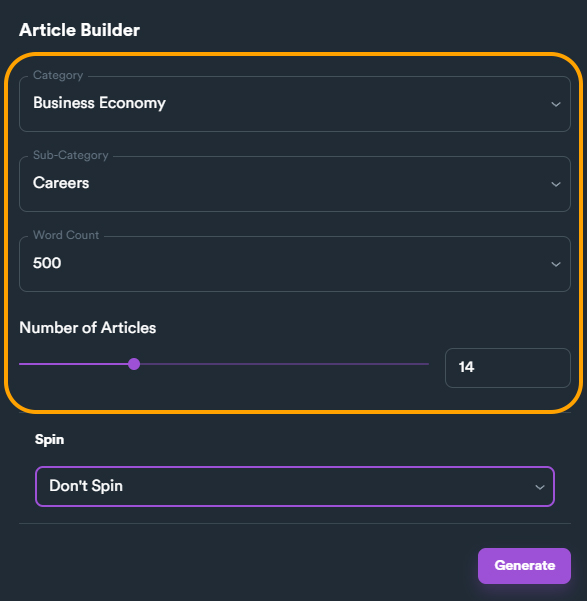 Article Builder
Category
Business Economy
Sub-Category
Careers
Word Count
500
Number of Articles
14
Spin
Don't Spin
Generate